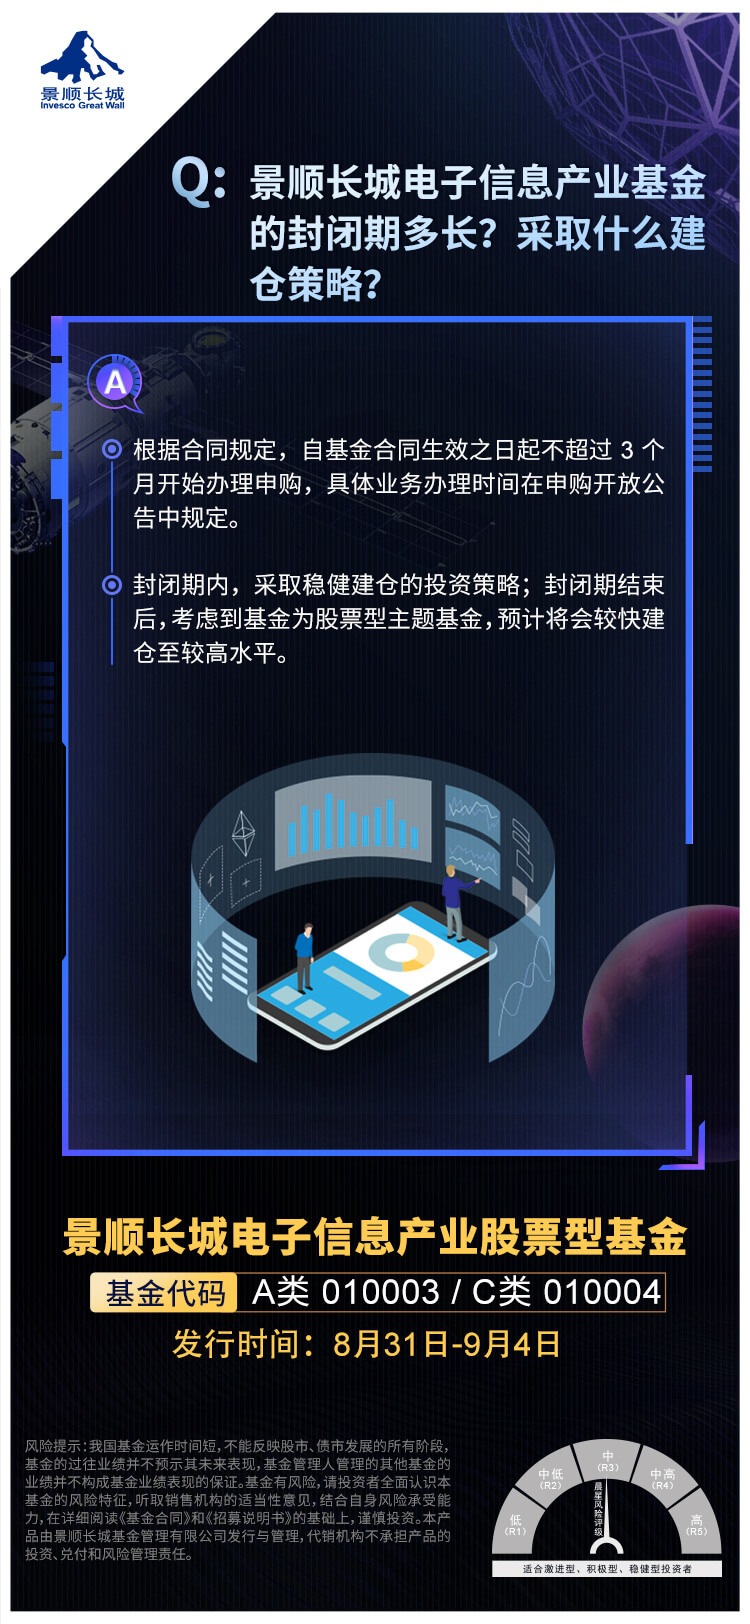 景顺长城
Invesco Great Wall
Q: 景顺长城电子信息产业基金
的封闭期多长？采取什么建
仓策略？
A
根据合同规定，自基金合同生效之日起不超过 3 个
月开始办理申购，具体业务办理时间在申购开放公
告中规定。
封闭期内，采取稳健建仓的投资策略；封闭期结束
后，考虑到基金为股票型主题基金，预计将会较快建
仓至较高水平。
景顺长城电子信息产业股票型基金
基金代码 A类 010003 / C类 010004
发行时间：8月31日-9月4日
风险提示：我国基金运作时间短，不能反映股市、债市发展的所有阶段，
基金的过往业绩并不预示其未来表现，基金管理人管理的其他基金的
业绩并不构成基金业绩表现的保证。基金有风险，请投资者全面认识本
基金的风险特征，听取销售机构的适当性意见，结合自身风险承受能
力，在详细阅读《基金合同》和《招募说明书》的基础上，谨慎投资。本产
品由景顺长城基金管理有限公司发行与管理，代销机构不承担产品的
投资、兑付和风险管理责任。
低
(R1)
中低
(R2)
中
(R3)
中高
(R4)
高
(R5)
晨星风险评级
适合激进型、积极型、稳健型投资者